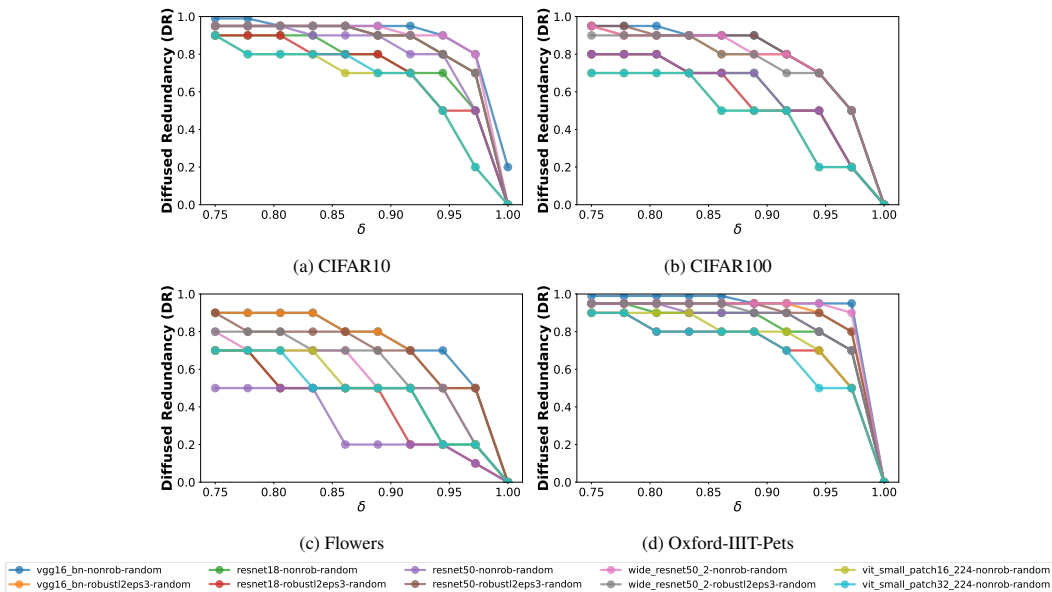 Diffused Redundancy (DR)
1.0
0.8
0.6
0.4
0.2
0.0
0.75 0.80 0.85 0.90 0.95 1.00
δ
(a) CIFAR10
Diffused Redundancy (DR)
1.0
0.8
0.6
0.4
0.2
0.0
0.75 0.80 0.85 0.90 0.95 1.00
δ
(b) CIFAR100
Diffused Redundancy (DR)
1.0
0.8
0.6
0.4
0.2
0.0
0.75 0.80 0.85 0.90 0.95 1.00
δ
(c) Flowers
Diffused Redundancy (DR)
1.0
0.8
0.6
0.4
0.2
0.0
0.75 0.80 0.85 0.90 0.95 1.00
δ
(d) Oxford-IIIT-Pets
vgg16_bn-nonrob-random resnet18-nonrob-random resnet50-nonrob-random wide_resnet50_2-nonrob-random vit_small_patch16_224-nonrob-random
vgg16_bn-robustl2eps3-random resnet18-robustl2eps3-random resnet50-robustl2eps3-random wide_resnet50_2-robustl2eps3-random vit_small_patch32_224-nonrob-random